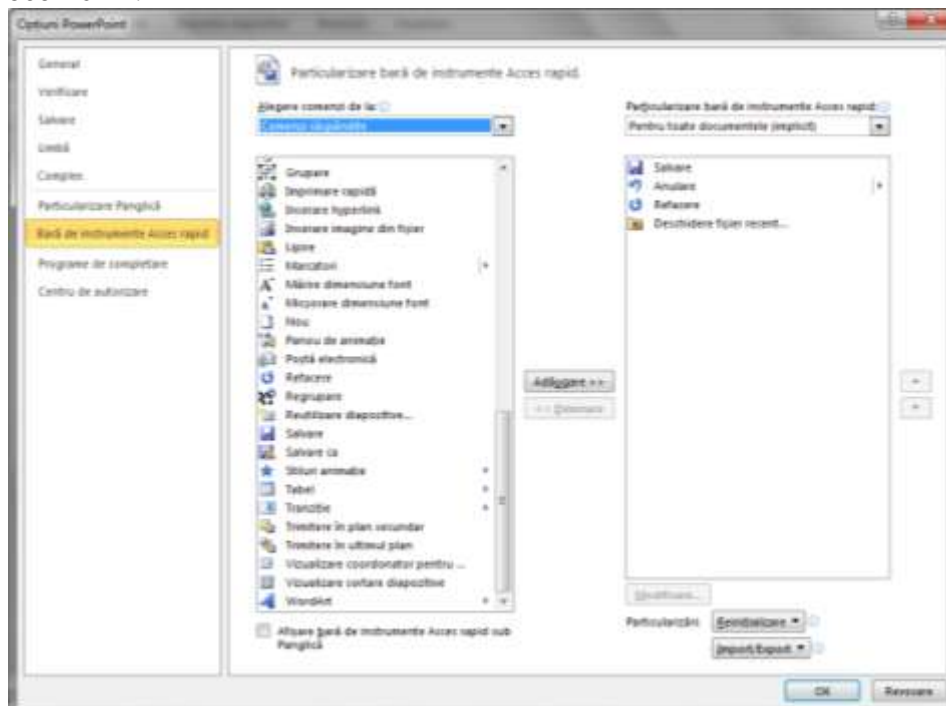 Opțiuni PowerPoint
General
Verificare
Salvare
Limbă
Complex
Particularizare Panglică
Bară de instrumente Acces rapid
Programe de completare
Centru de autorizare
Particularizare bară de instrumente Acces rapid.
Alegere comenzi de la:
Comenzi răspândite
Grupare
Imprimare rapidă
Inserare hyperlink
Inserare imagine din fișier
Lipire
Marcatori
Mărire dimensiune font
Micșorare dimensiune font
Nou
Panou de animație
Poștă electronică
Refacere
Regrupare
Reutilizare diapozitive...
Salvare
Salvare ca
Stiluri animație
Tabel
Tranziție
Trimitere în plan secundar
Trimitere în ultimul plan
Vizualizare coordonator pentru ...
Vizualizare sortare diapozitive
WordArt
Afișare bară de instrumente Acces rapid sub
Panglică
Adăugare >>
<< Eliminare
Particularizare bară de instrumente Acces rapid:
Pentru toate documentele (implicit)
Salvare
Anulare
Refacere
Deschidere fișier recent...
Modificare...
Particularizări:
Reinițializare
Import/Export
OK
Revocare